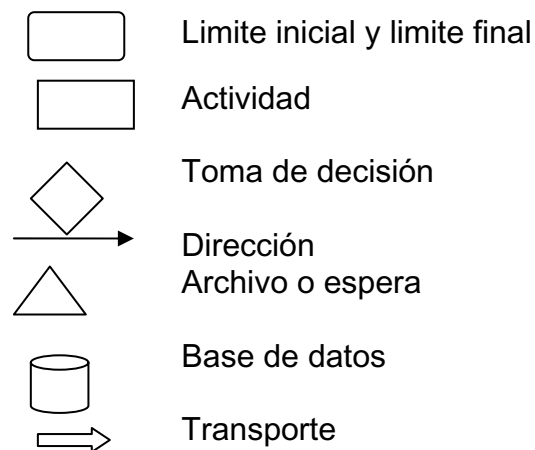 Limite inicial y limite final
Actividad
Toma de decisión
Dirección
Archivo o espera
Base de datos
Transporte